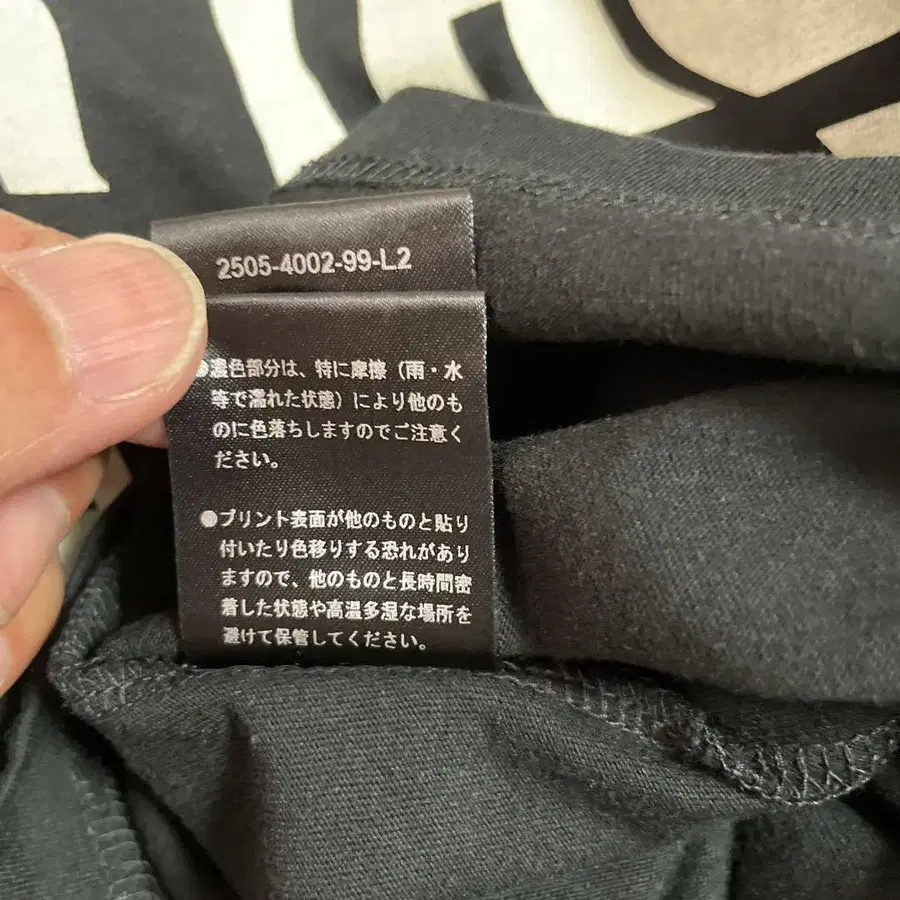 2505-4002-99-L2
●濃色部分は、特に摩擦（雨・水
等で濡れた状態）により他のも
のに色落ちしますのでご注意く
ださい。
●プリント表面が他のものと貼り
付いたり色移りする恐れがあり
ますので、他のものと長時間密
着した状態や高温多湿な場所を
避けて保管してください。